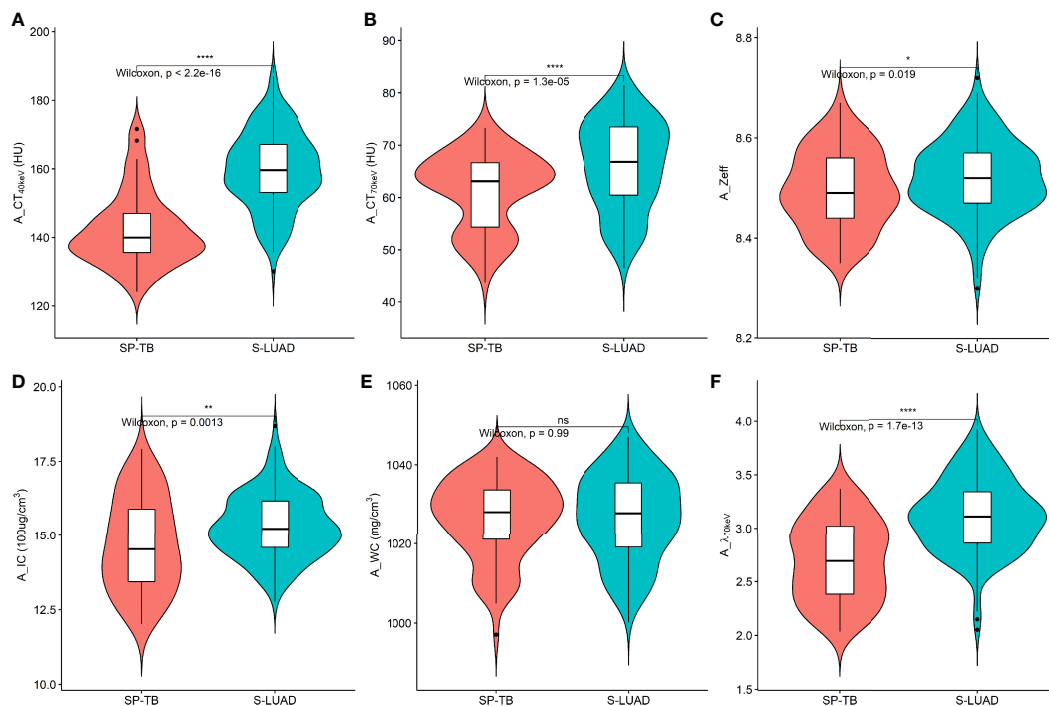 A
200
180
160
140
120
A_CT40keV (HU)
****
Wilcoxon, p < 2.2e-16
SP-TB S-LUAD
B
90
80
70
60
50
40
A_CT70keV (HU)
****
Wilcoxon, p = 1.3e-05
SP-TB S-LUAD
C
8.8
8.6
8.4
8.2
A_Zeff
*
Wilcoxon, p = 0.019
SP-TB S-LUAD
D
20.0
17.5
15.0
12.5
10.0
A_IC (100ug/cm3)
**
Wilcoxon, p = 0.0013
SP-TB S-LUAD
E
1060
1040
1020
1000
A_WC (mg/cm3)
ns
Wilcoxon, p = 0.99
SP-TB S-LUAD
F
4.0
3.5
3.0
2.5
2.0
1.5
A_λ70keV
****
Wilcoxon, p = 1.7e-13
SP-TB S-LUAD